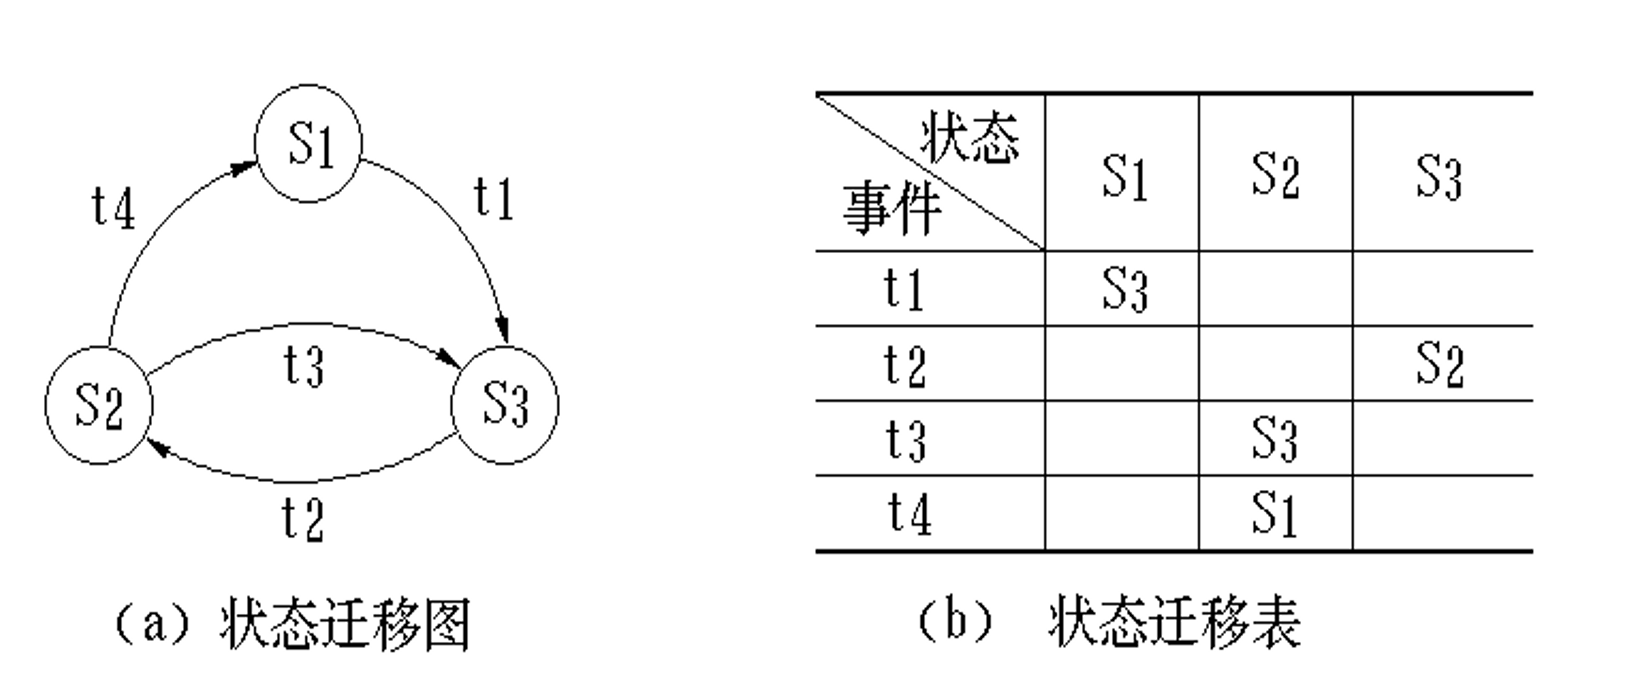 S1
t4
t1
t3
S2
S3
t2
(a) 状态迁移图
状态
事件
S1 S2 S3
t1 S3
t2 S2
t3 S3
t4 S1
(b) 状态迁移表